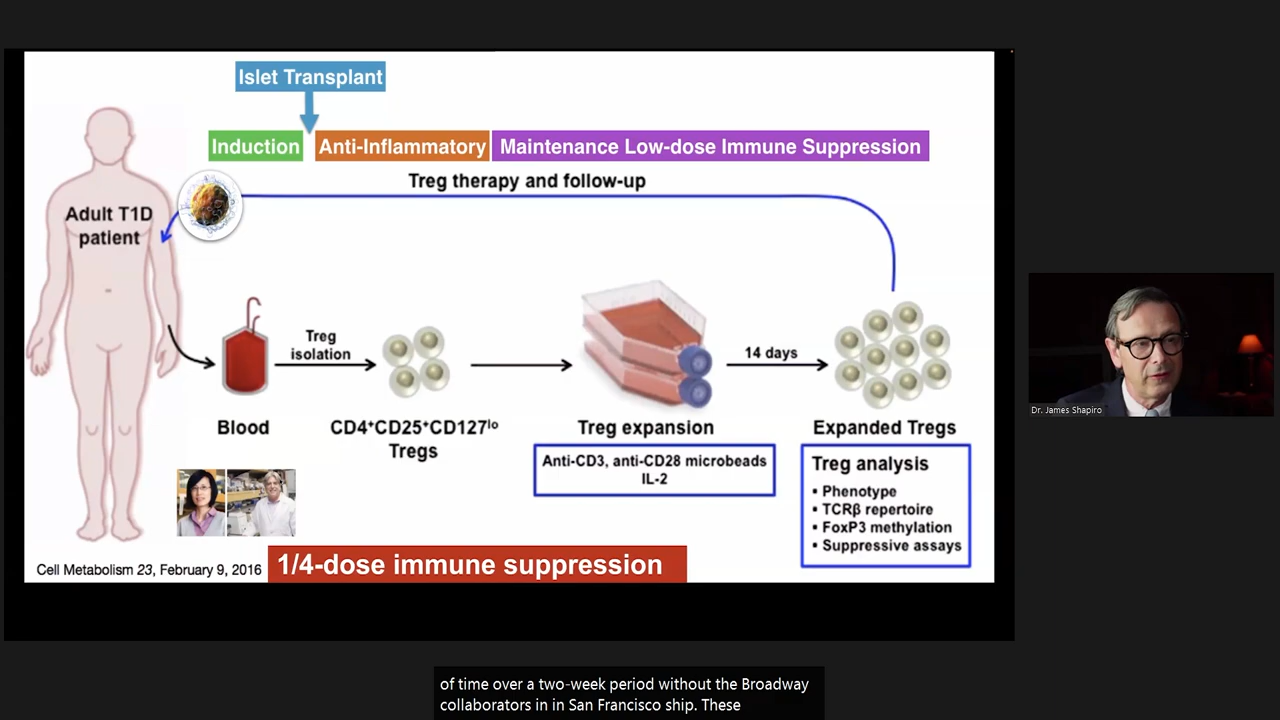 Islet Transplant
Induction
Anti-Inflammatory
Maintenance Low-dose Immune Suppression
Treg therapy and follow-up
Adult T1D
patient
Treg
isolation
14 days
Blood
CD4⁺CD25⁺CD127ˡᵒ
Tregs
Treg expansion
Expanded Tregs
Anti-CD3, anti-CD28 microbeads
IL-2
Treg analysis
▪ Phenotype
▪ TCRβ repertoire
▪ FoxP3 methylation
▪ Suppressive assays
Cell Metabolism 23, February 9, 2016
1/4-dose immune suppression
Dr. James Shapiro
of time over a two-week period without the Broadway
collaborators in in San Francisco ship. These